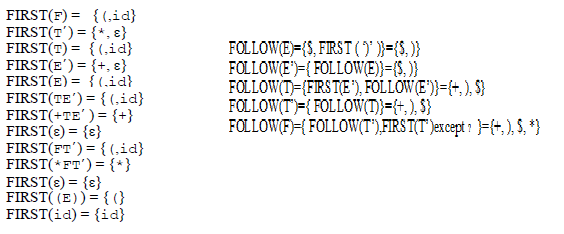 FIRST(F) = {(,id}
FIRST(T′) = {*,ε}
FIRST(T) = {(,id}
FIRST(E′) = {+,ε}
FIRST(E) = {(,id}
FIRST(TE′) = {(,id}
FIRST(+TE′) = {+}
FIRST(ε) = {ε}
FIRST(FT′) = {(,id}
FIRST(*FT′) = {*}
FIRST(ε) = {ε}
FIRST((E)) = {(}
FIRST(id) = {id}
FOLLOW(E)={$, FIRST ( ')' )}={$, )}
FOLLOW(E')={ FOLLOW(E)}={$, )}
FOLLOW(T)={FIRST(E'), FOLLOW(E')}={+, ), $}
FOLLOW(T')={ FOLLOW(T)}={+, ), $}
FOLLOW(F)={ FOLLOW(T'),FIRST(T')except ? }={+, ), $, *}